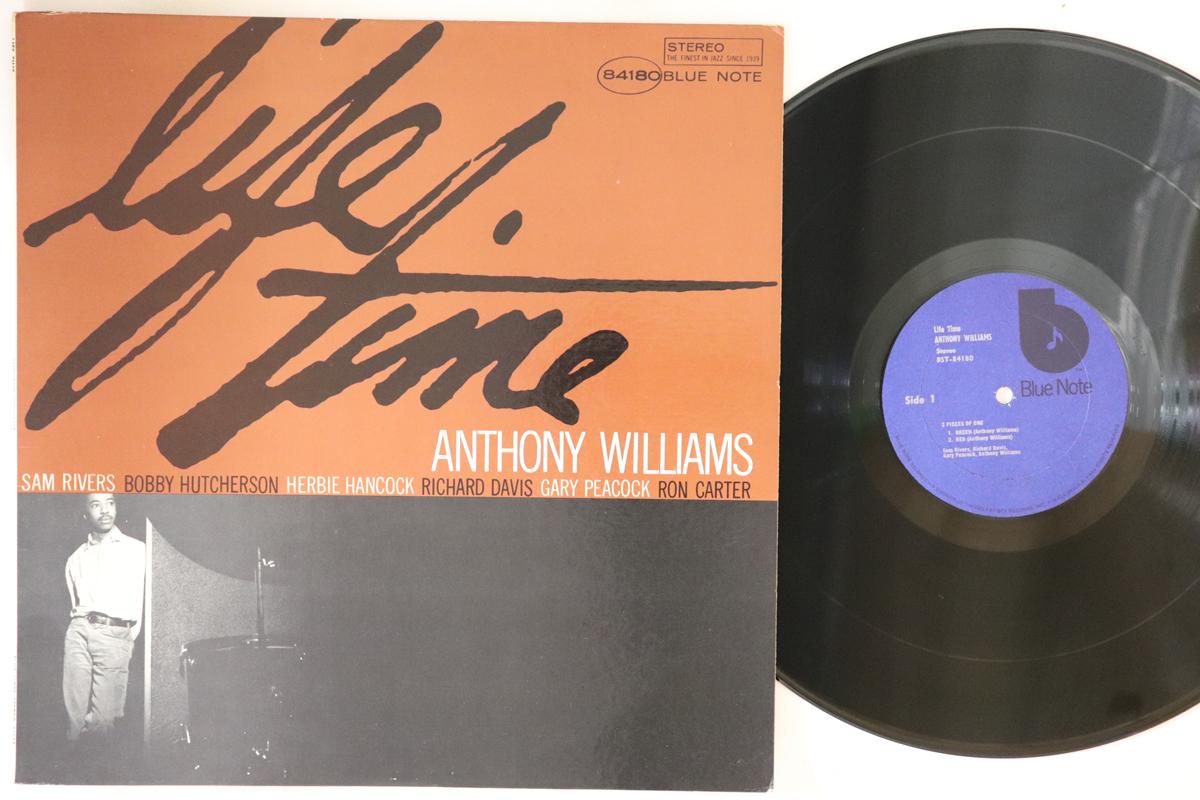 STEREO
THE FINEST IN JAZZ SINCE 1939
84180 BLUE NOTE
life time
ANTHONY WILLIAMS
SAM RIVERS BOBBY HUTCHERSON HERBIE HANCOCK RICHARD DAVIS GARY PEACOCK RON CARTER
b
Life Time
ANTHONY WILLIAMS
Stereo
BST-84180
Blue Note
Side 1
2 PIECES OF ONE
1. GREEN (Anthony Williams)
2. RED (Anthony Williams)
Sam Rivers, Richard Davis,
Gary Peacock, Anthony Williams